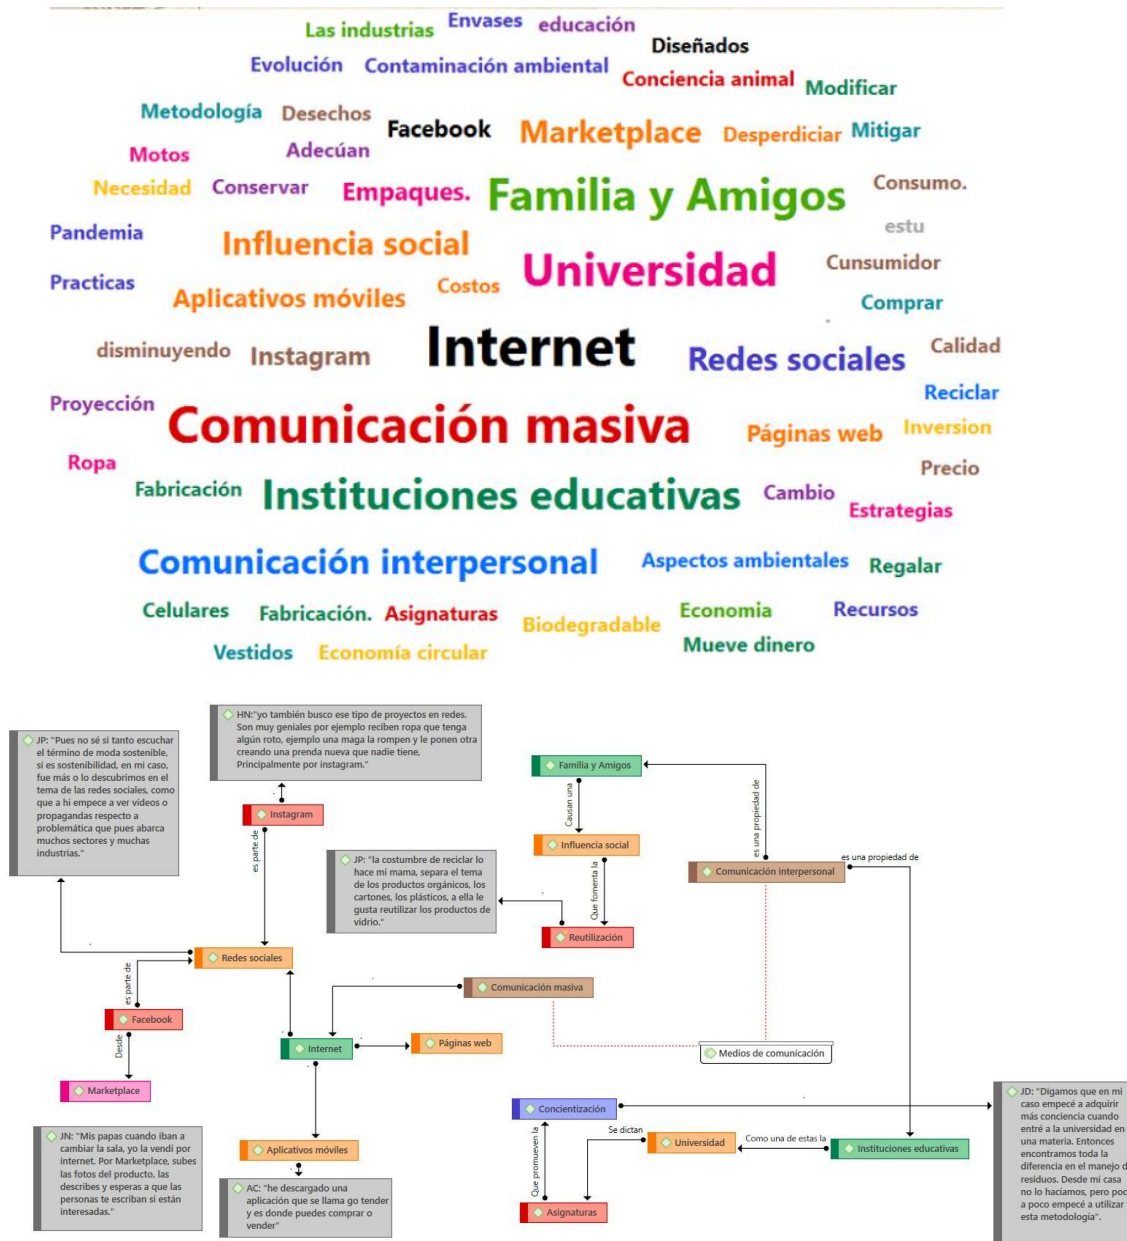 Las industrias Envases educación
Diseñados
Evolución Contaminación ambiental
Conciencia animal Modificar
Metodología Desechos
Facebook Marketplace Desperdiciar Mitigar
Motos Adecúan
Necesidad Conservar Empaques. Familia y Amigos Consumo.
Pandemia Influencia social estu
Universidad Cunsumidor
Practicas Aplicativos móviles Costos Comprar
disminuyendo Instagram Internet Redes sociales Calidad
Reciclar
Proyección Comunicación masiva Páginas web Inversion
Ropa Precio
Fabricación Instituciones educativas Cambio Estrategias
Comunicación interpersonal Aspectos ambientales Regalar
Celulares Fabricación. Asignaturas Biodegradable Economia Recursos
Vestidos Economía circular Mueve dinero
HN:"yo también busco ese tipo de proyectos en redes.
Son muy geniales por ejemplo reciben ropa que tenga
algún roto, ejemplo una maga la rompen y le ponen otra
creando una prenda nueva que nadie tiene,
Principalmente por instagram."
JP: "Pues no sé si tanto escuchar
el término de moda sostenible,
si es sostenibilidad, en mi caso,
fue más o lo descubrimos en el
tema de las redes sociales, como
que a hí empece a ver vídeos o
propagandas respecto a
problemática que pues abarca
muchos sectores y muchas
industrias."
Familia y Amigos
Causan una
es una propiedad de
Instagram
es parte de
Influencia social
es una propiedad de
Comunicación interpersonal
JP: "la costumbre de reciclar lo
hace mi mama, separa el tema
de los productos orgánicos, los
cartones, los plásticos, a ella le
gusta reutilizar los productos de
vidrio."
Que fomenta la
Reutilización
Redes sociales
es parte de
Comunicación masiva
Facebook
Desde
Internet
Páginas web
Medios de comunicación
Marketplace
Concientización
JN: "Mis papas cuando iban a
cambiar la sala, yo la vendí por
internet. Por Marketplace, subes
las fotos del producto, las
describes y esperas a que las
personas te escriban si están
interesadas."
Aplicativos móviles
AC: "he descargado una
aplicación que se llama go tender
y es donde puedes comprar o
vender"
Se dictan
Universidad
Como una de estas la
Instituciones educativas
Que promueven la
Asignaturas
JD: "Digamos que en mi
caso empecé a adquirir
más conciencia cuando
entré a la universidad en
una materia. Entonces
encontramos toda la
diferencia en el manejo d
residuos. Desde mi casa
no lo hacíamos, pero poc
a poco empecé a utilizar
esta metodología".